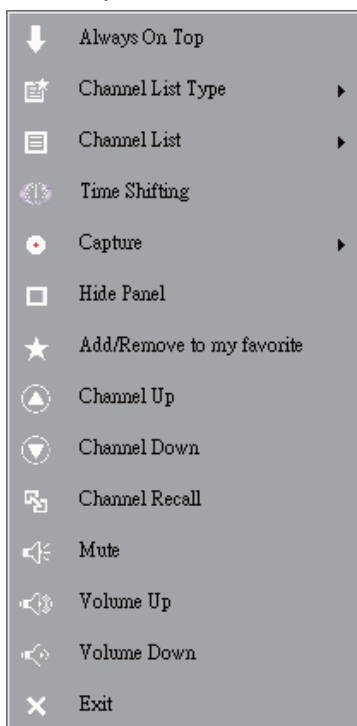 Always On Top
Channel List Type
Channel List
Time Shifting
Capture
Hide Panel
Add/Remove to my favorite
Channel Up
Channel Down
Channel Recall
Mute
Volume Up
Volume Down
Exit